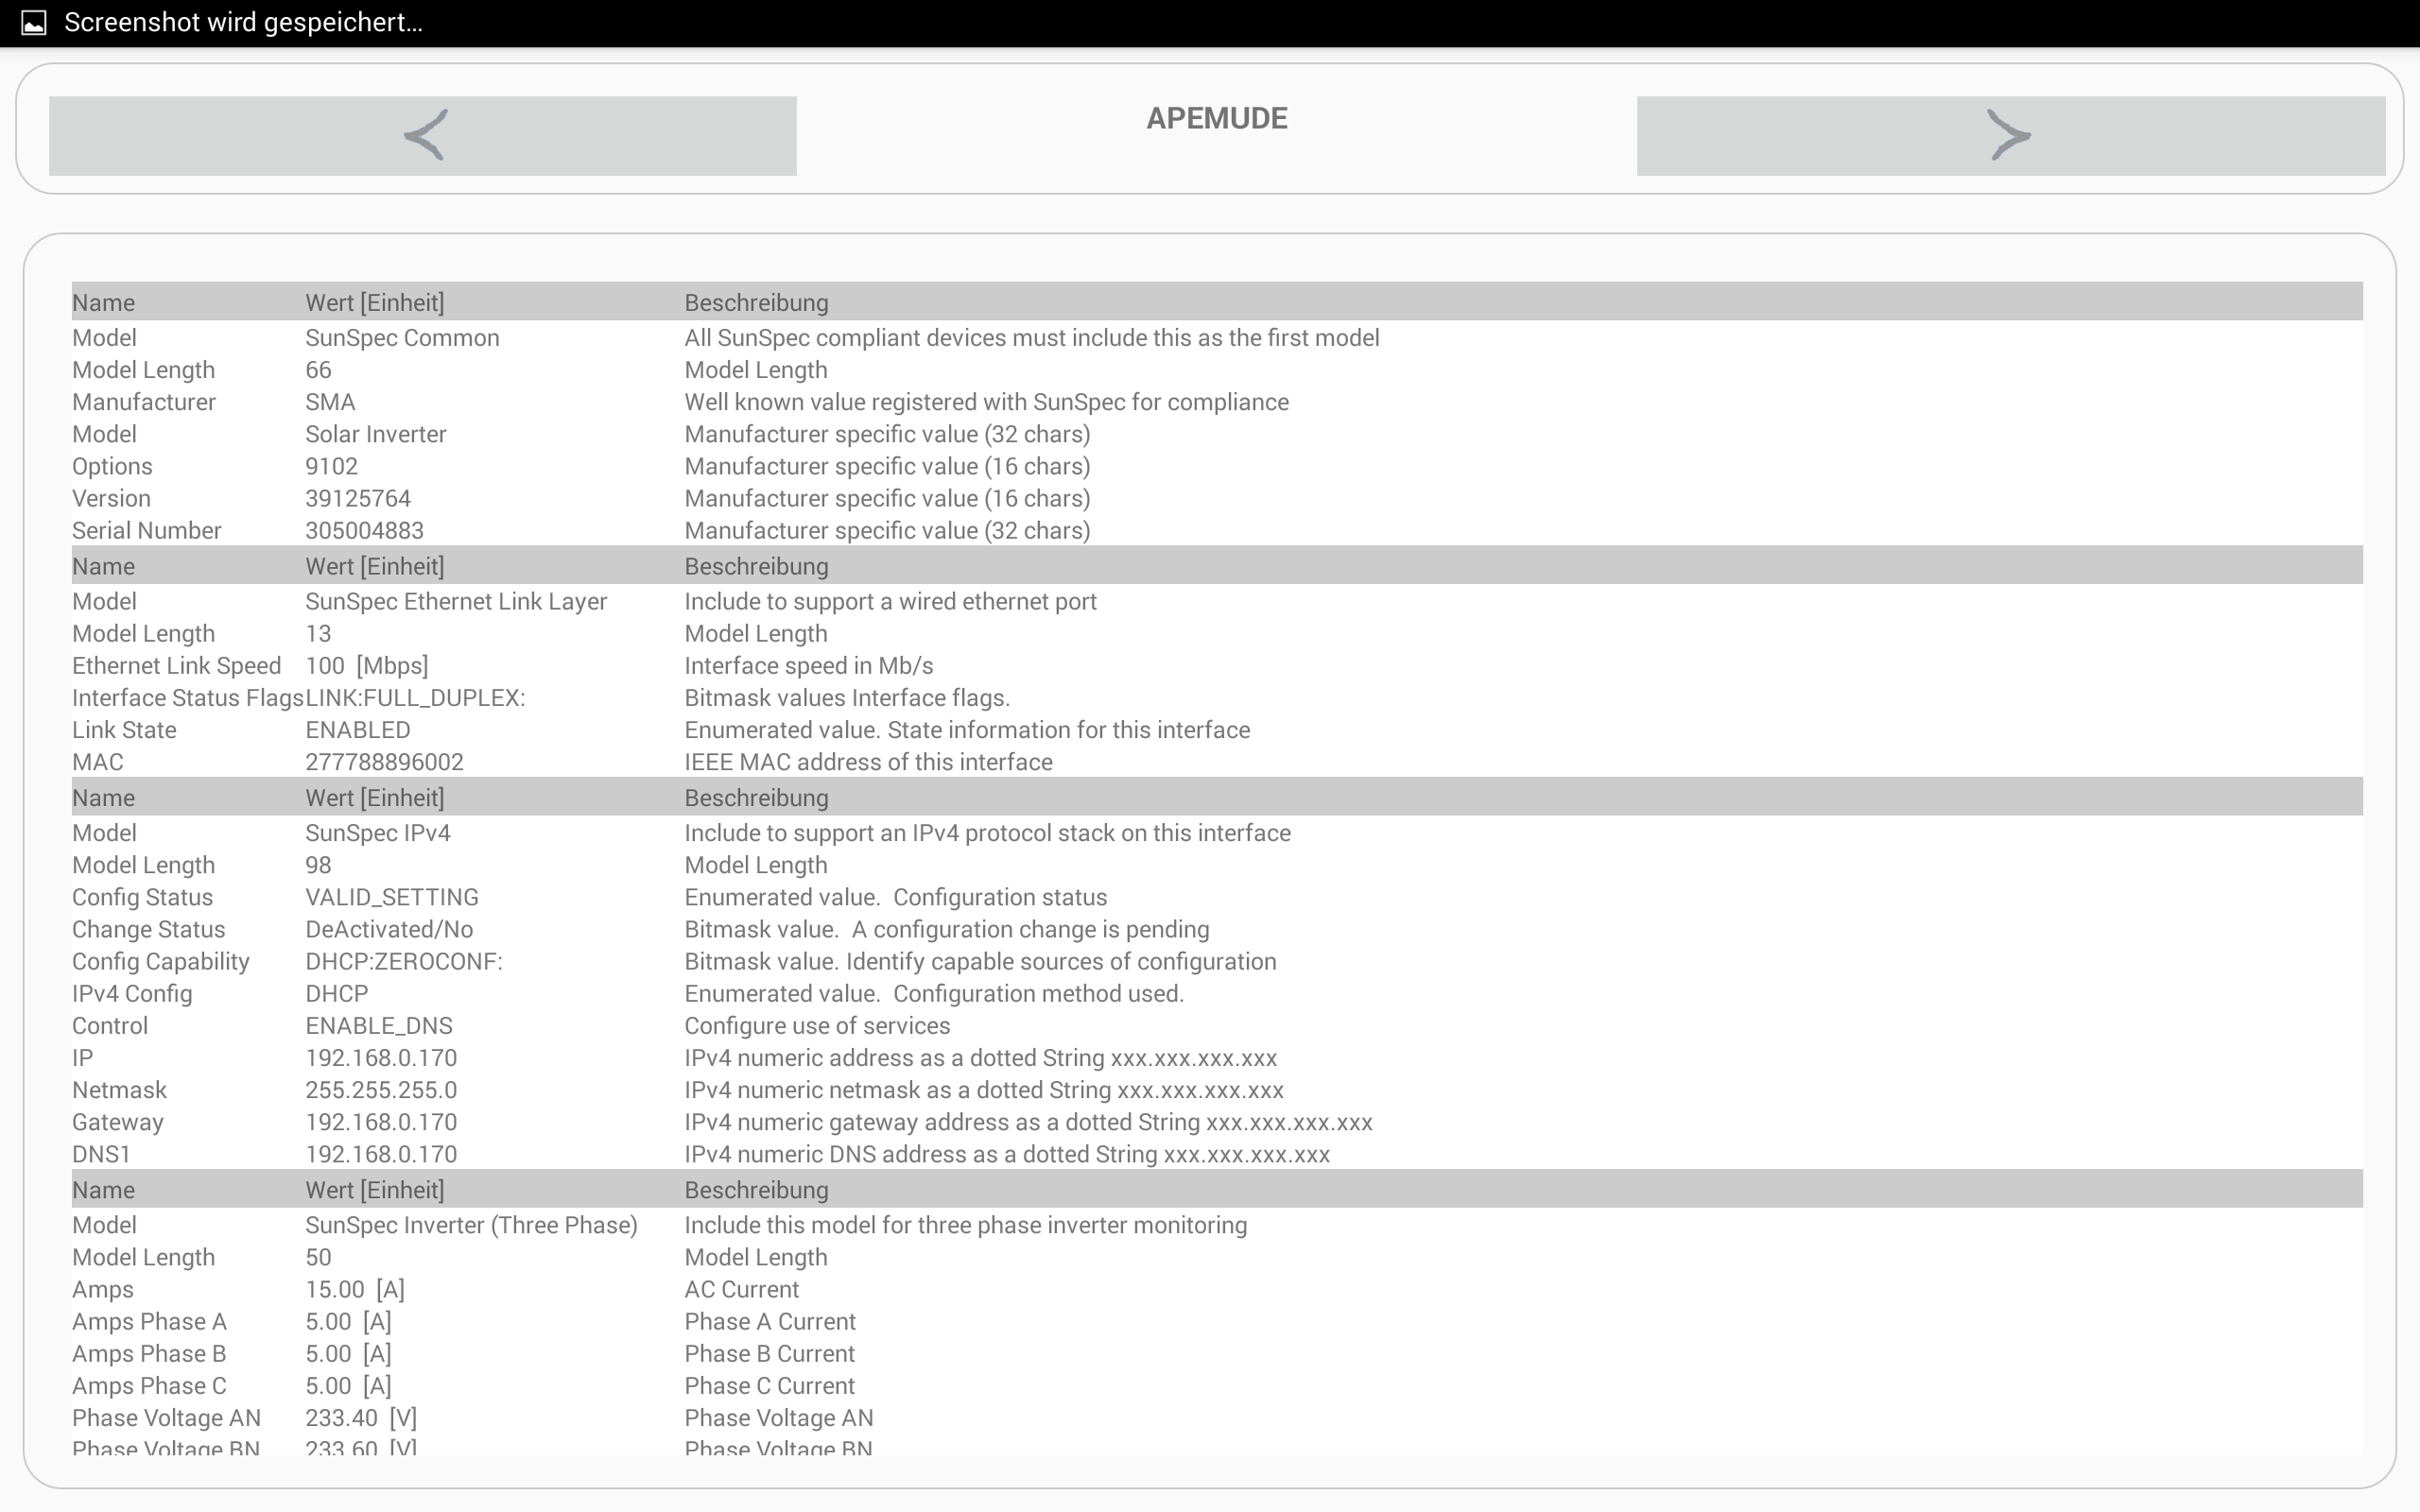 Screenshot wird gespeichert...
APEMUDE
Name Wert [Einheit] Beschreibung
Model SunSpec Common All SunSpec compliant devices must include this as the first model
Model Length 66 Model Length
Manufacturer SMA Well known value registered with SunSpec for compliance
Model Solar Inverter Manufacturer specific value (32 chars)
Options 9102 Manufacturer specific value (16 chars)
Version 39125764 Manufacturer specific value (16 chars)
Serial Number 305004883 Manufacturer specific value (32 chars)
Name Wert [Einheit] Beschreibung
Model SunSpec Ethernet Link Layer Include to support a wired ethernet port
Model Length 13 Model Length
Ethernet Link Speed 100 [Mbps] Interface speed in Mb/s
Interface Status Flags LINK:FULL_DUPLEX: Bitmask values Interface flags.
Link State ENABLED Enumerated value. State information for this interface
MAC 277788896002 IEEE MAC address of this interface
Name Wert [Einheit] Beschreibung
Model SunSpec IPv4 Include to support an IPv4 protocol stack on this interface
Model Length 98 Model Length
Config Status VALID_SETTING Enumerated value. Configuration status
Change Status DeActivated/No Bitmask value. A configuration change is pending
Config Capability DHCP:ZEROCONF: Bitmask value. Identify capable sources of configuration
IPv4 Config DHCP Enumerated value. Configuration method used.
Control ENABLE_DNS Configure use of services
IP 192.168.0.170 IPv4 numeric address as a dotted String xxx.xxx.xxx.xxx
Netmask 255.255.255.0 IPv4 numeric netmask as a dotted String xxx.xxx.xxx.xxx
Gateway 192.168.0.170 IPv4 numeric gateway address as a dotted String xxx.xxx.xxx.xxx
DNS1 192.168.0.170 IPv4 numeric DNS address as a dotted String xxx.xxx.xxx.xxx
Name Wert [Einheit] Beschreibung
Model SunSpec Inverter (Three Phase) Include this model for three phase inverter monitoring
Model Length 50 Model Length
Amps 15.00 [A] AC Current
Amps Phase A 5.00 [A] Phase A Current
Amps Phase B 5.00 [A] Phase B Current
Amps Phase C 5.00 [A] Phase C Current
Phase Voltage AN 233.40 [V] Phase Voltage AN
Phase Voltage BN 233.60 [V] Phase Voltage BN